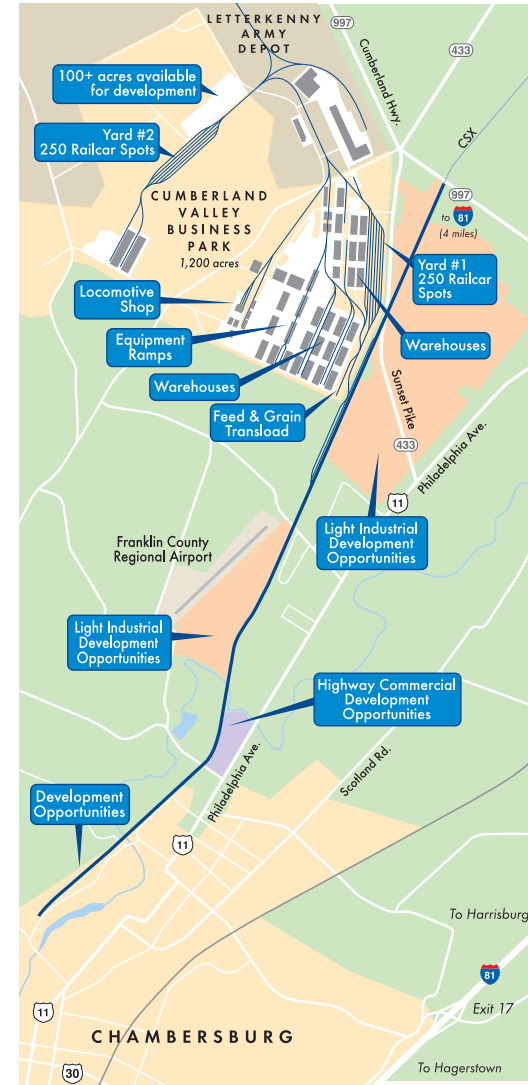 LETTERKENNY
ARMY
DEPOT
997
Cumberland Hwy.
433
CSX
100+ acres available
for development
Yard #2
250 Railcar Spots
CUMBERLAND
VALLEY
BUSINESS
PARK
1,200 acres
997
to 81
(4 miles)
Yard #1
250 Railcar
Spots
Locomotive
Shop
Equipment
Ramps
Warehouses
Warehouses
Feed & Grain
Transload
Sunset Pike
433
Philadelphia Ave.
11
Light Industrial
Development
Opportunities
Franklin County
Regional Airport
Light Industrial
Development
Opportunities
Highway Commercial
Development
Opportunities
Philadelphia Ave.
Scotland Rd.
Development
Opportunities
11
To Harrisburg
81
Exit 17
11
CHAMBERSBURG
30
To Hagerstown